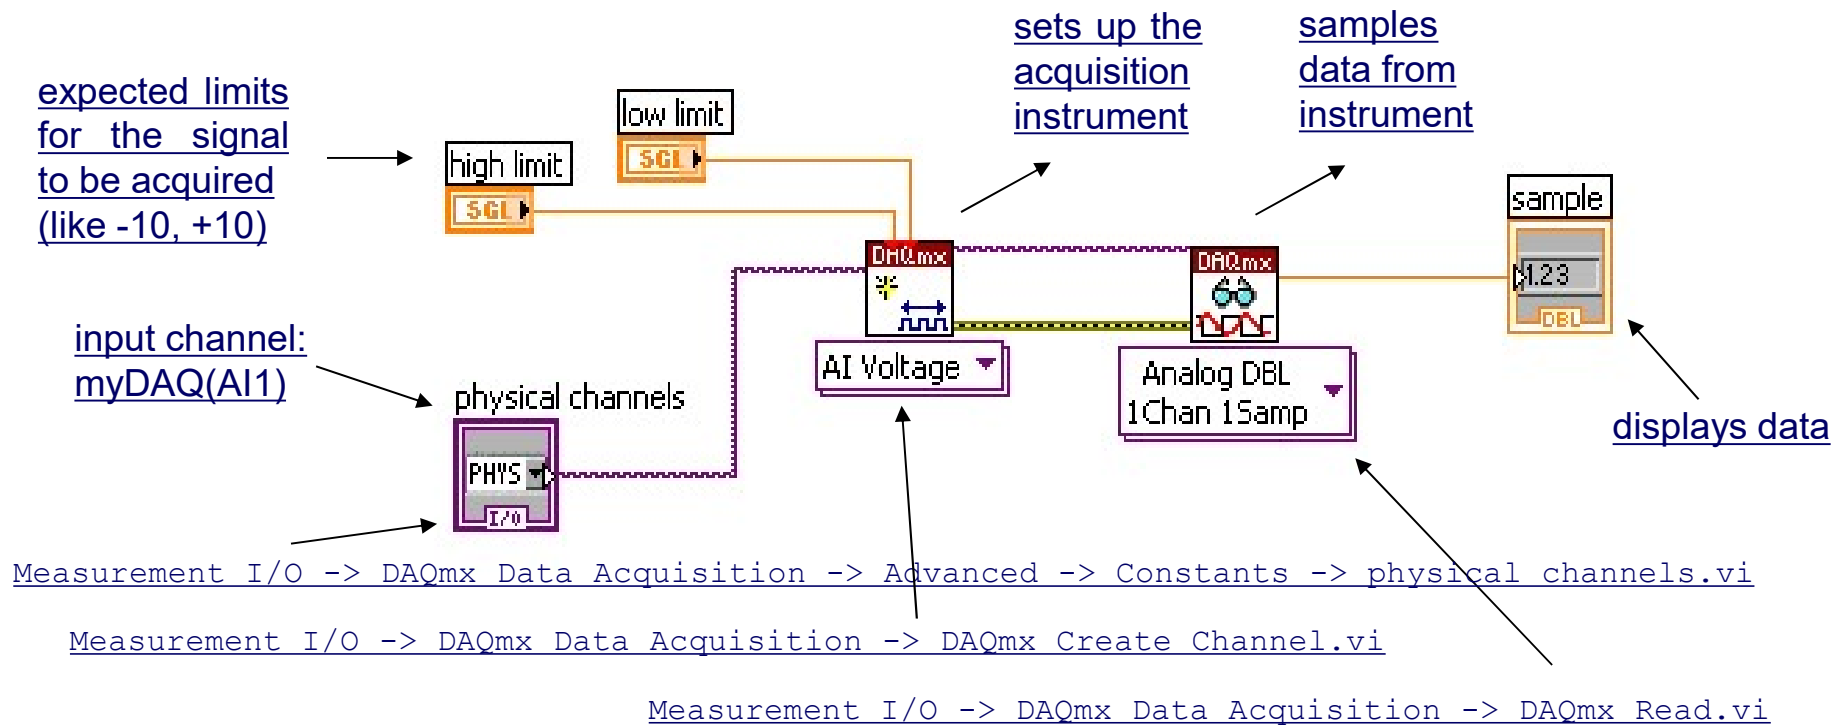 sets up the
acquisition
instrument
samples
data from
instrument
expected limits
for the signal
to be acquired
(like -10, +10)
low limit
SGL
high limit
SGL
sample
1.23
DBL
DAQmx
DAQmx
input channel:
myDAQ(AI1)
AI Voltage
Analog DBL
1Chan 1Samp
physical channels
PHYS
I/O
displays data
Measurement I/O -> DAQmx Data Acquisition -> Advanced -> Constants -> physical channels.vi
Measurement I/O -> DAQmx Data Acquisition -> DAQmx Create Channel.vi
Measurement I/O -> DAQmx Data Acquisition -> DAQmx Read.vi